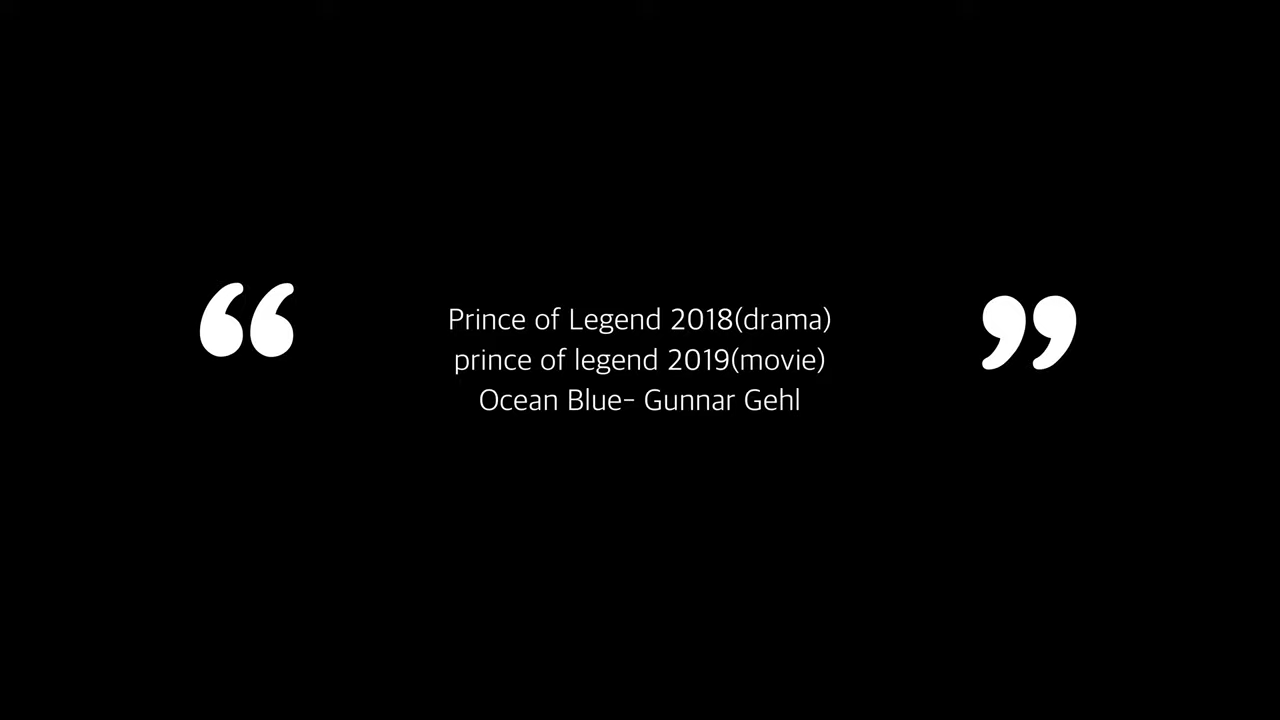 “ Prince of Legend 2018(drama) ”
prince of legend 2019(movie)
Ocean Blue- Gunnar Gehl